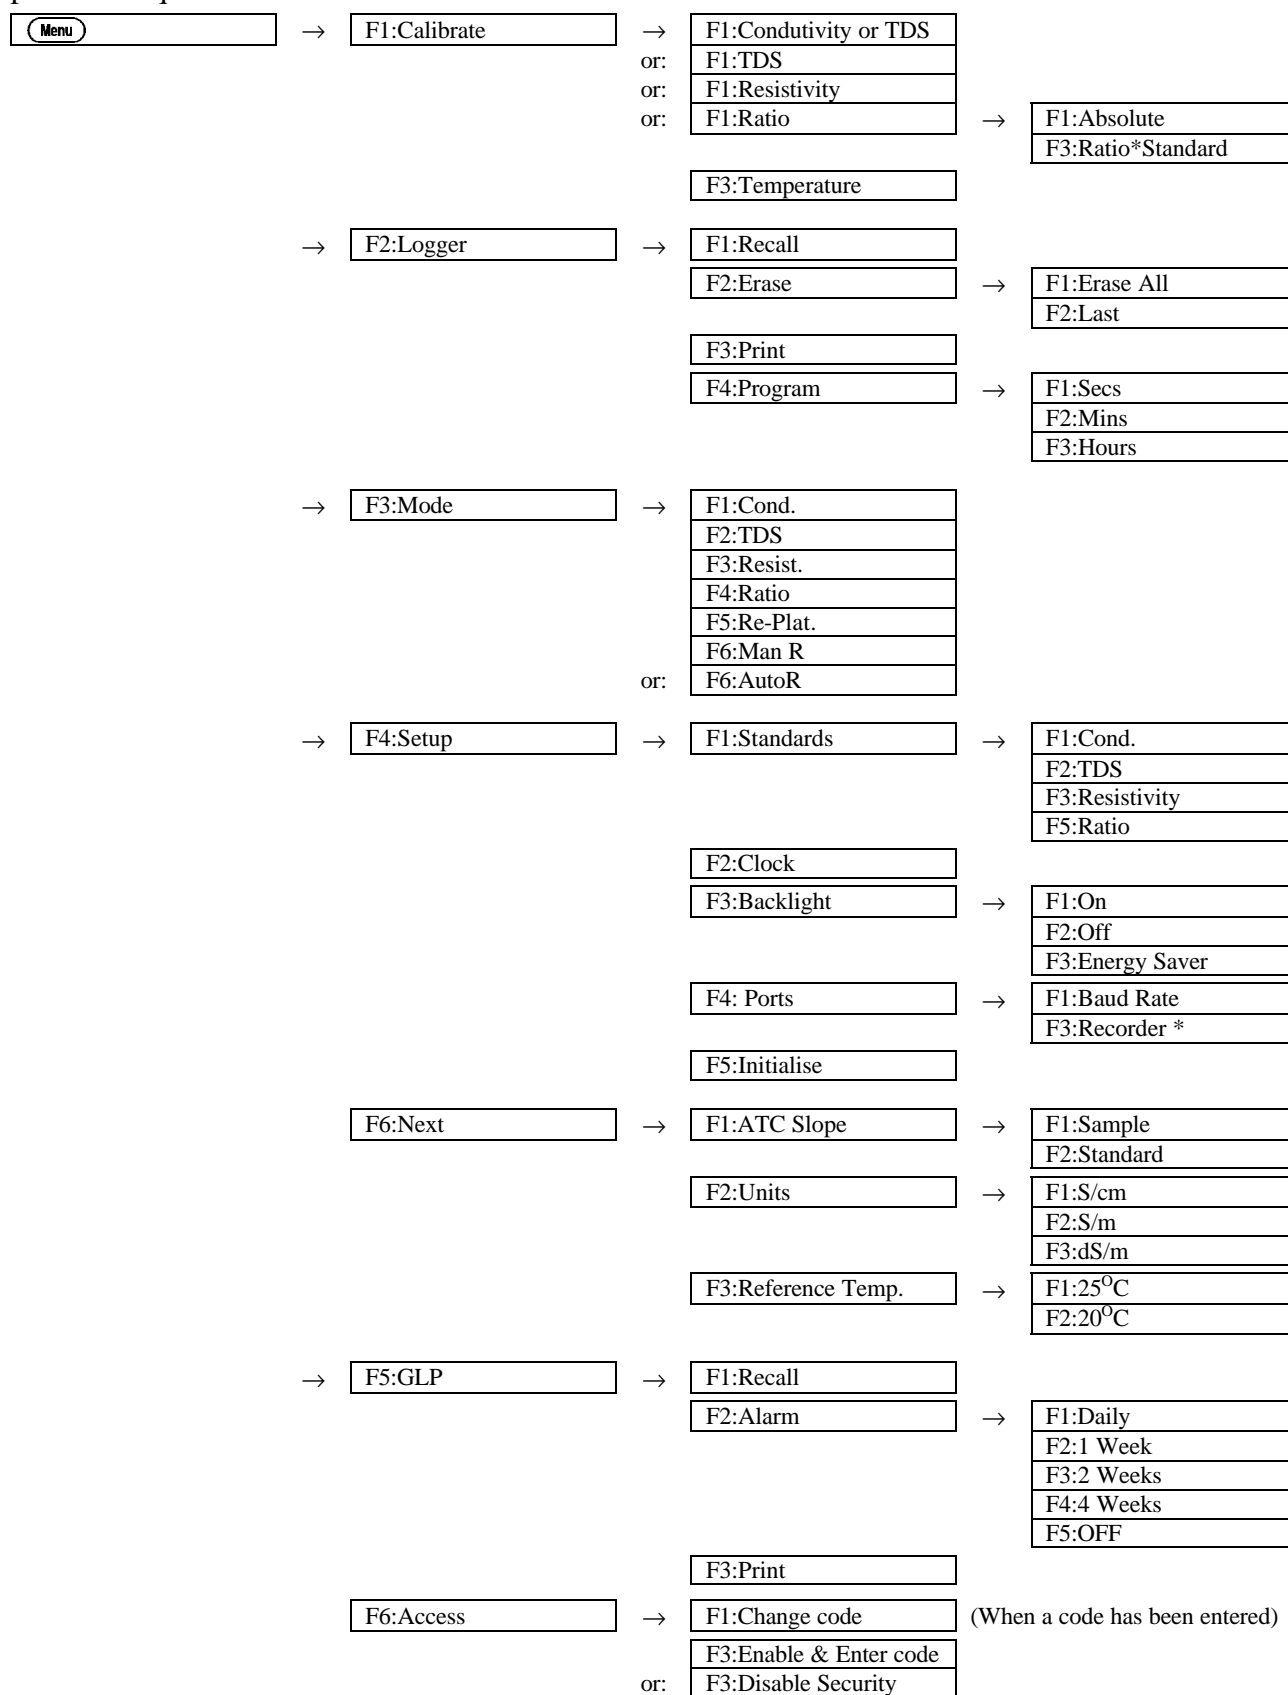 Menu → F1:Calibrate → F1:Condutivity or TDS
or: F1:TDS
or: F1:Resistivity
or: F1:Ratio → F1:Absolute
F3:Ratio*Standard
F3:Temperature
→ F2:Logger → F1:Recall
F2:Erase → F1:Erase All
F2:Last
F3:Print
F4:Program → F1:Secs
F2:Mins
F3:Hours
→ F3:Mode → F1:Cond.
F2:TDS
F3:Resist.
F4:Ratio
F5:Re-Plat.
F6:Man R
or: F6:AutoR
→ F4:Setup → F1:Standards → F1:Cond.
F2:TDS
F3:Resistivity
F5:Ratio
F2:Clock
F3:Backlight → F1:On
F2:Off
F3:Energy Saver
F4: Ports → F1:Baud Rate
F3:Recorder *
F5:Initialise
F6:Next → F1:ATC Slope → F1:Sample
F2:Standard
F2:Units → F1:S/cm
F2:S/m
F3:dS/m
F3:Reference Temp. → F1:25ᴼC
F2:20ᴼC
→ F5:GLP → F1:Recall
F2:Alarm → F1:Daily
F2:1 Week
F3:2 Weeks
F4:4 Weeks
F5:OFF
F3:Print
F6:Access → F1:Change code (When a code has been entered)
F3:Enable & Enter code
or: F3:Disable Security